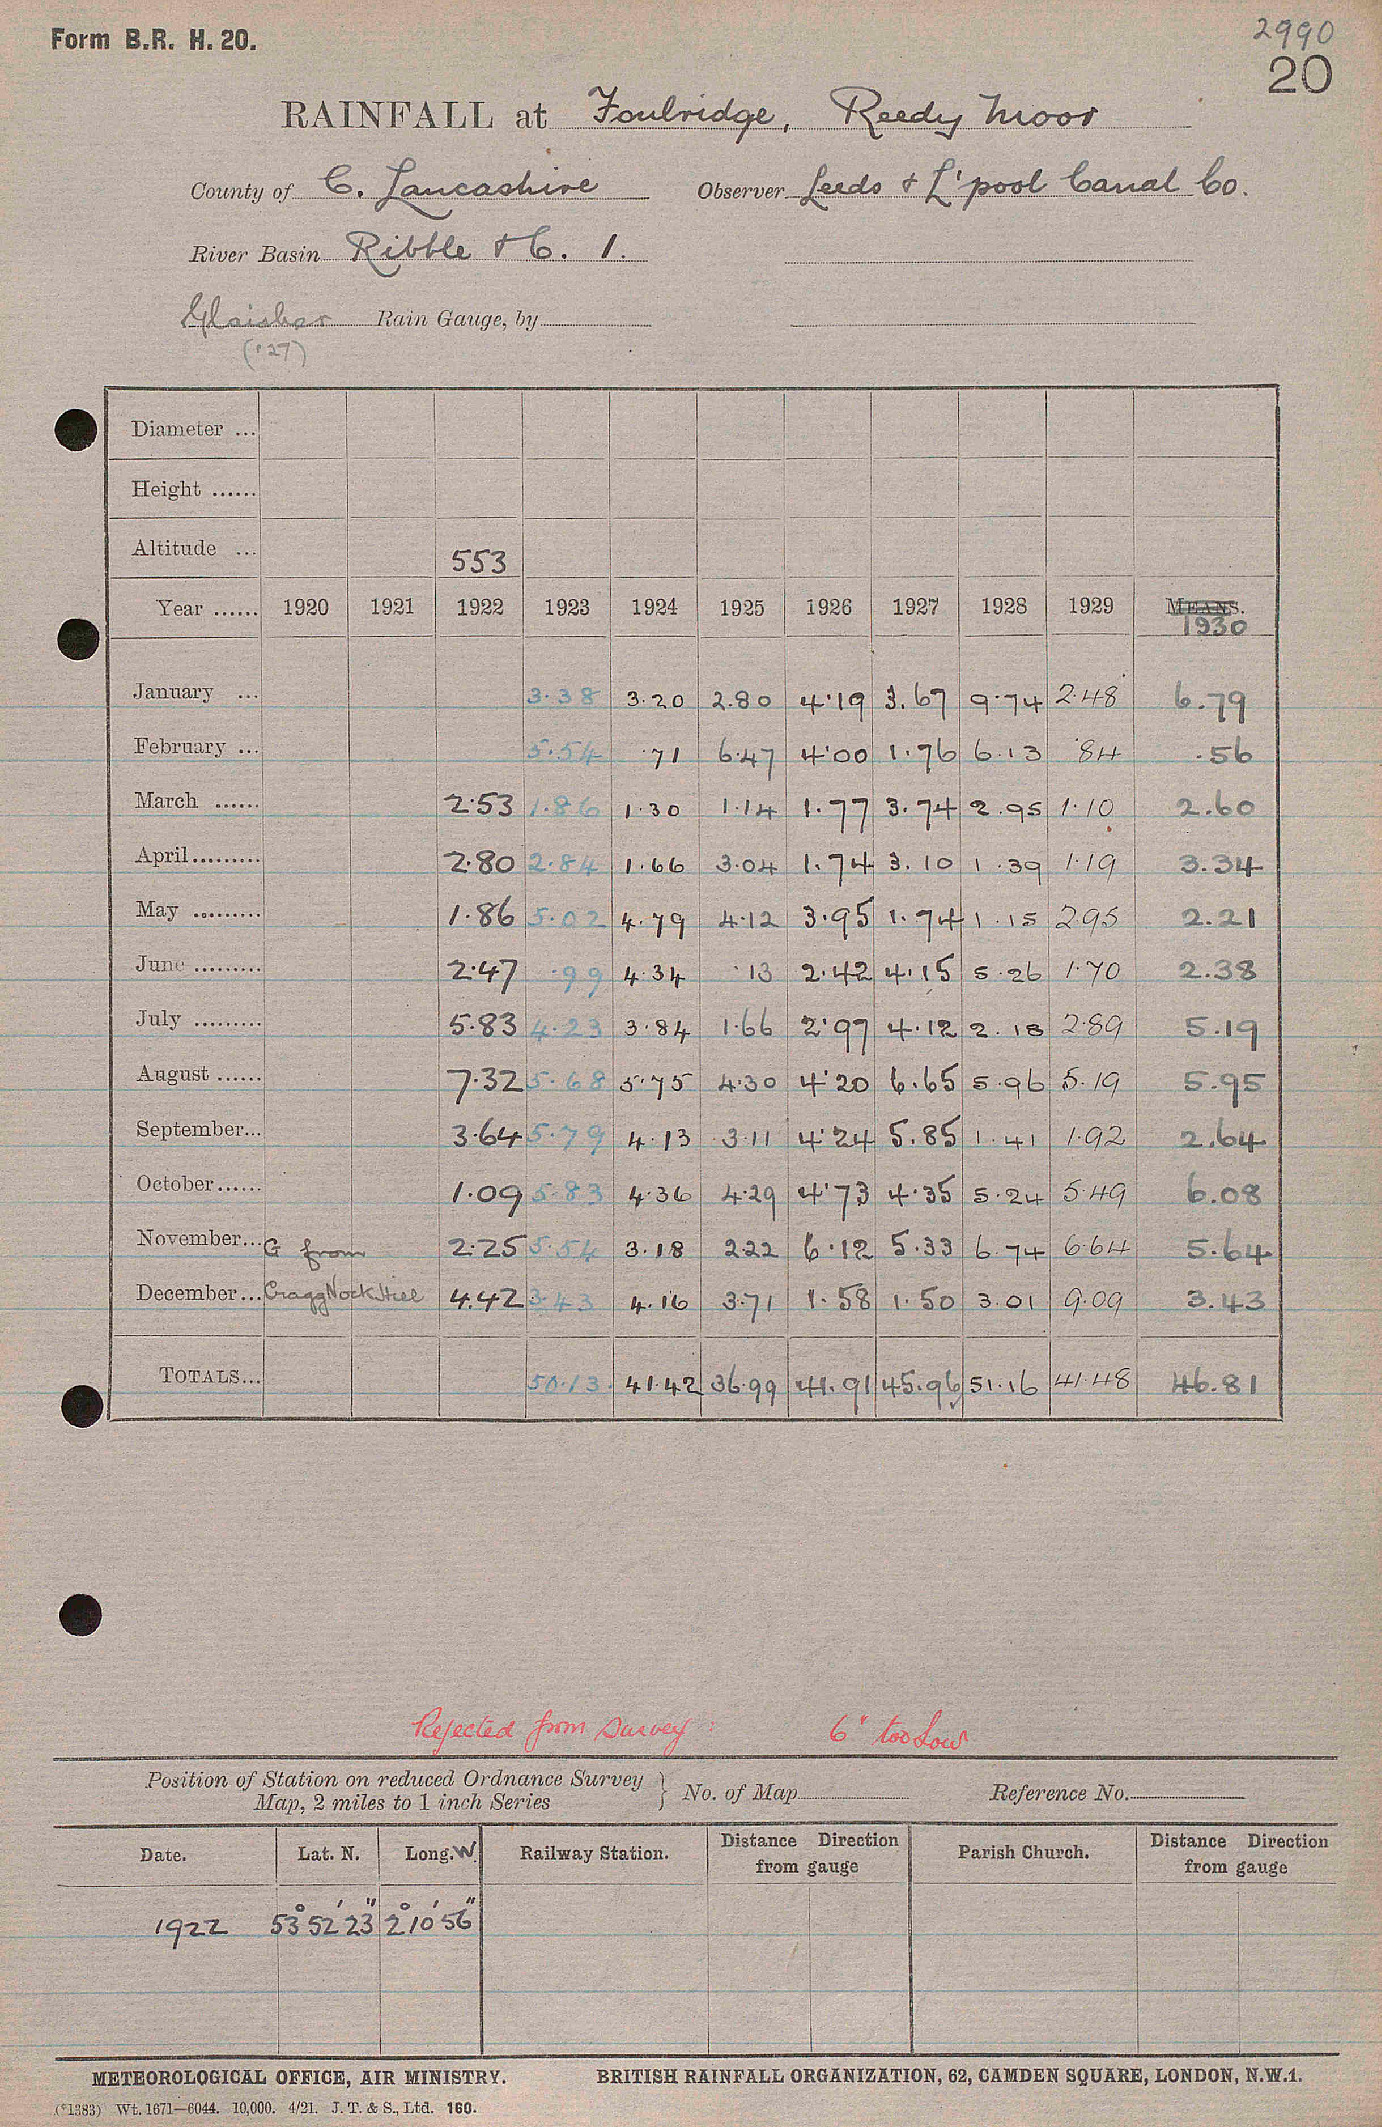 Form B.R. H. 20.
2990
20
RAINFALL at Foulridge, Reedy Moor
County of C. Lancashire Observer Leeds & L'pool Canal Co.
River Basin Ribble & C. 1.
Glaisher Rain Gauge, by
('27)
Diameter ...
Height ......
Altitude ... 553
Year ...... 1920 1921 1922 1923 1924 1925 1926 1927 1928 1929 MEANS.
1930
January ... 3.38 3.20 2.80 4.19 3.67 9.74 2.48 6.79
February ... 5.54 .71 6.47 4.00 1.76 6.13 .84 .56
March ...... 2.53 1.86 1.30 1.14 1.77 3.74 2.95 1.10 2.60
April......... 2.80 2.84 1.66 3.04 1.74 3.10 1.39 1.19 3.34
May ......... 1.86 5.02 4.79 4.12 3.95 1.74 1.15 2.95 2.21
June ......... 2.47 .99 4.34 .13 2.42 4.15 5.26 1.70 2.38
July ......... 5.83 4.23 3.84 1.66 2.97 4.12 2.18 2.89 5.19
August ...... 7.32 5.68 5.75 4.30 4.20 6.65 5.96 5.19 5.95
September... 3.64 5.79 4.13 3.11 4.24 5.85 1.41 1.92 2.64
October...... 1.09 5.83 4.36 4.29 4.73 4.35 5.24 5.49 6.08
November... G from 2.25 5.54 3.18 2.22 6.12 5.33 6.74 6.64 5.64
December... Cragg Nock Hill 4.42 3.43 4.16 3.71 1.58 1.50 3.01 9.09 3.43
TOTALS... 50.13 41.42 36.99 41.91 45.96 51.16 41.48 46.81
Rejected from survey : 6" too low
Position of Station on reduced Ordnance Survey
Map, 2 miles to 1 inch Series } No. of Map Reference No.
Date. Lat. N. Long. W. Railway Station. Distance Direction from gauge Parish Church. Distance Direction from gauge
1922 53° 52' 23" 2° 10' 56"
METEOROLOGICAL OFFICE, AIR MINISTRY. BRITISH RAINFALL ORGANIZATION, 62, CAMDEN SQUARE, LONDON, N.W.1.
(*1383) Wt. 1671—6044. 10,000. 4/21. J. T. & S., Ltd. 160.